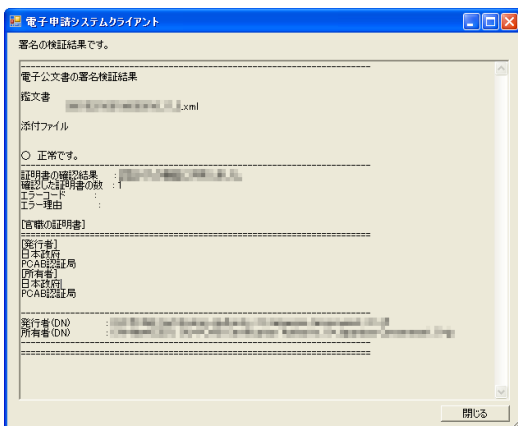 電子申請システムクライアント
署名の検証結果です。
----------------------------------------------------------------------
電子公文書の署名検証結果
鑑文書
.xml
添付ファイル
○ 正常です。
----------------------------------------------------------------------
証明書の確認結果 :
確認した証明書の数 :1
エラーコード :
エラー理由 :
[官職の証明書]
======================================================================
[発行者]
日本政府
PCAB認証局
[所有者]
日本政府
PCAB認証局
----------------------------------------------------------------------
発行者(DN) :
所有者(DN) :
----------------------------------------------------------------------
======================================================================
閉じる